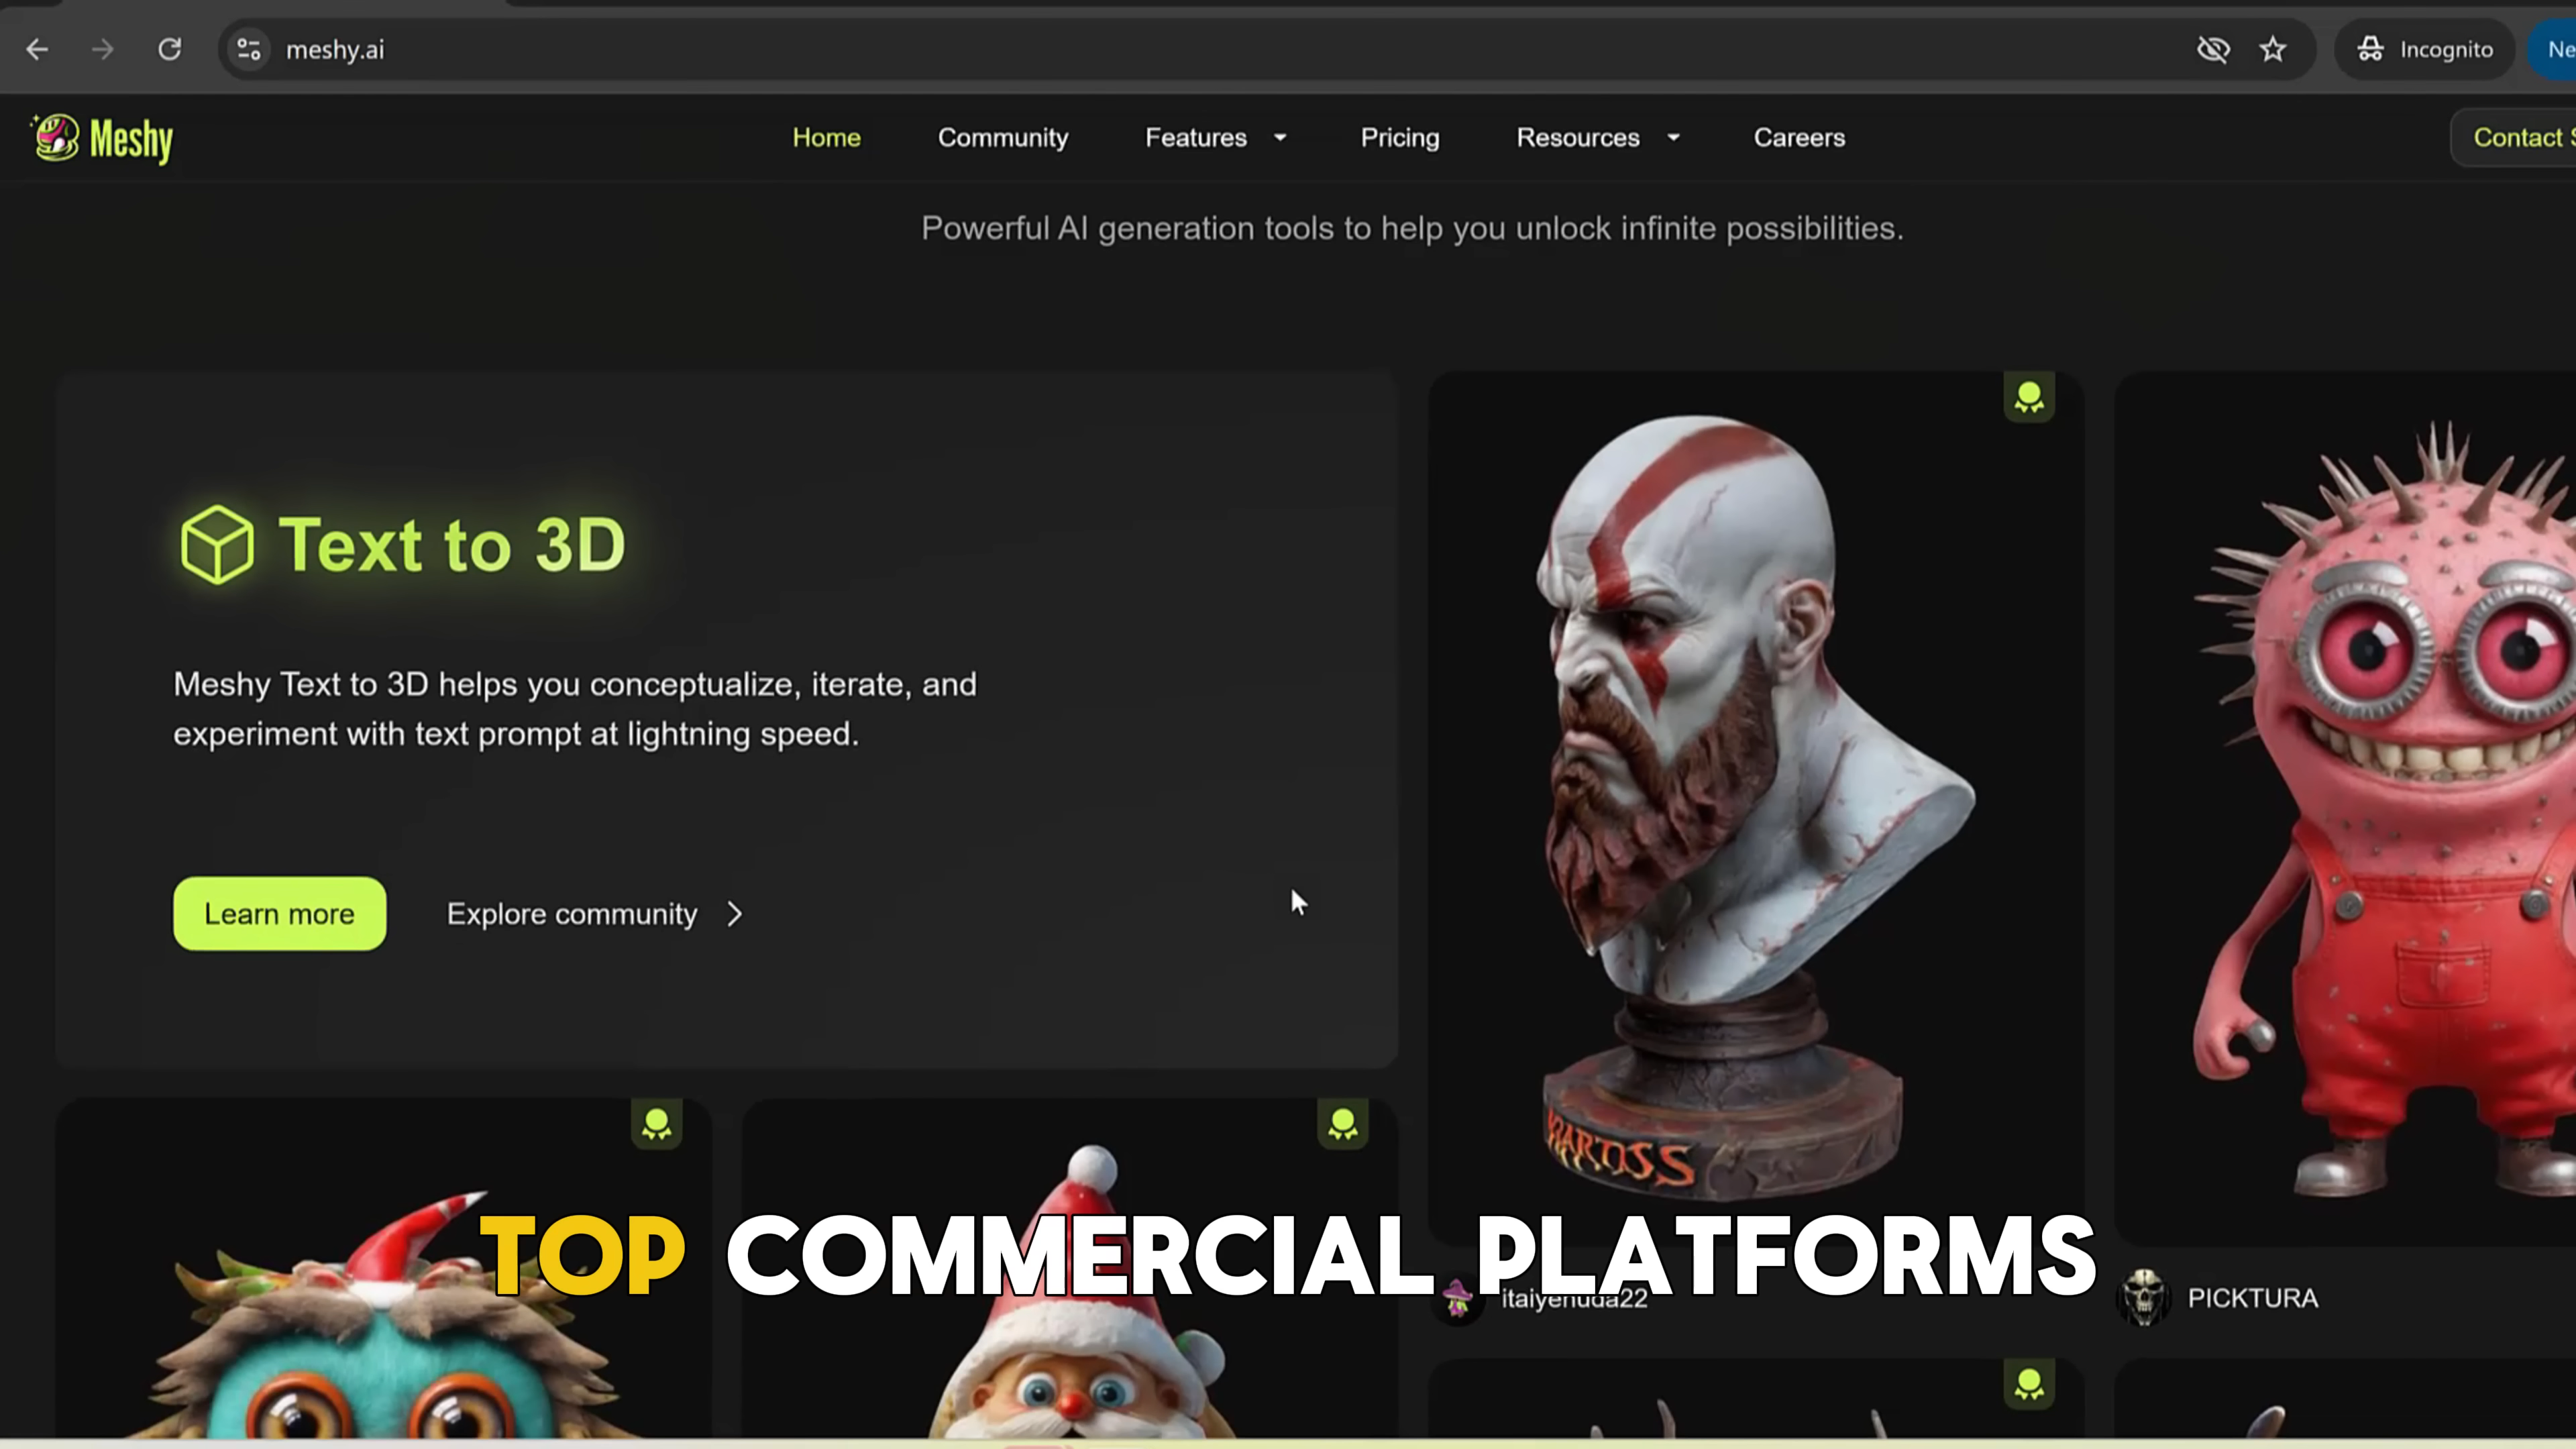 meshy.ai
Incognito
Meshy
Home
Community
Features
Pricing
Resources
Careers
Contact
Powerful AI generation tools to help you unlock infinite possibilities.
Text to 3D
Meshy Text to 3D helps you conceptualize, iterate, and
experiment with text prompt at lightning speed.
Learn more
Explore community
TOP COMMERCIAL PLATFORMS
itaiyehuda22
PICKTURA